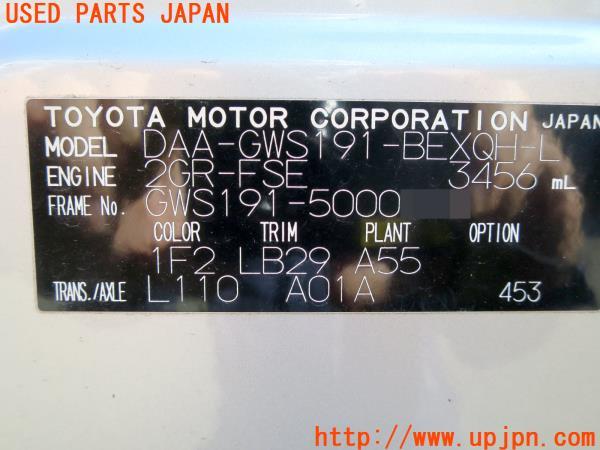 USED PARTS JAPAN
TOYOTA MOTOR CORPORATION JAPAN
MODEL DAA-GWS191-BEXQH-L
ENGINE 2GR-FSE 3456 mL
FRAME No. GWS191-5000
COLOR TRIM PLANT OPTION
1F2 LB29 A55
TRANS./AXLE L110 A01A 453
http://www.upjpn.com